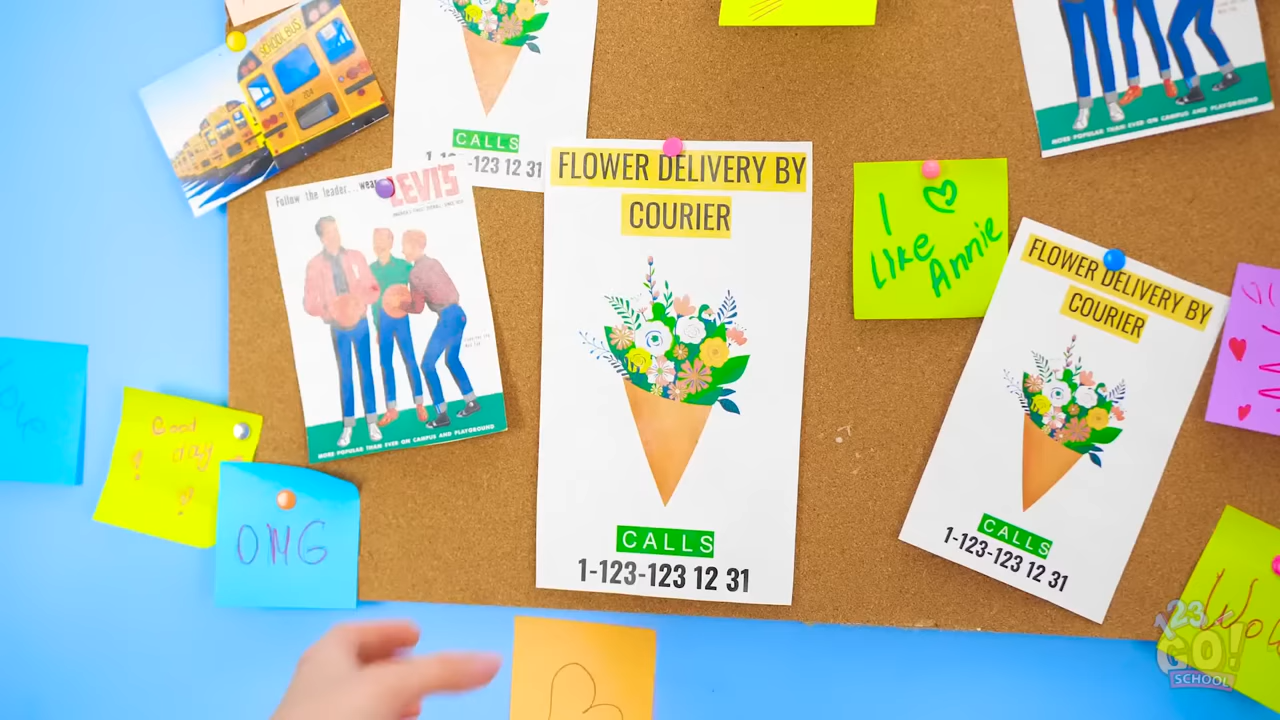 SCHOOL BUS
CALLS
-123 12 31
Follow the leader... wear
LEVI'S
MORE POPULAR THAN EVER ON CAMPUS AND PLAYGROUND
FLOWER DELIVERY BY
COURIER
CALLS
1-123-123 12 31
MORE POPULAR THAN EVER ON CAMPUS AND PLAYGROUND
I
Like
Annie
FLOWER DELIVERY BY
COURIER
CALLS
1-123-123 12 31
Good
day
OMG
123
GO!
SCHOOL